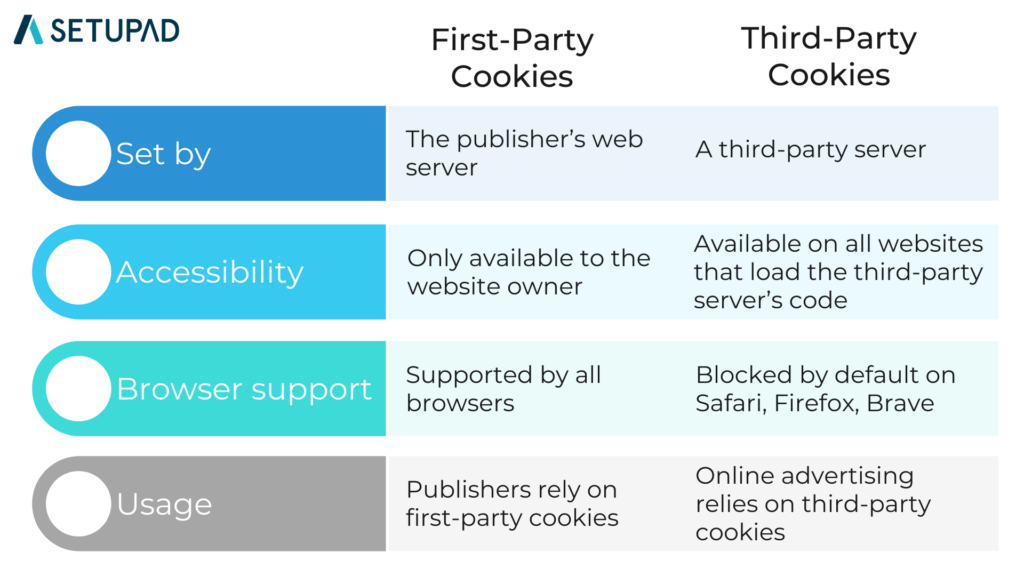 SETUPAD
First-Party
Cookies
Third-Party
Cookies
Set by
The publisher’s web
server
A third-party server
Accessibility
Only available to the
website owner
Available on all websites
that load the third-party
server’s code
Browser support
Supported by all
browsers
Blocked by default on
Safari, Firefox, Brave
Usage
Publishers rely on
first-party cookies
Online advertising
relies on third-party
cookies